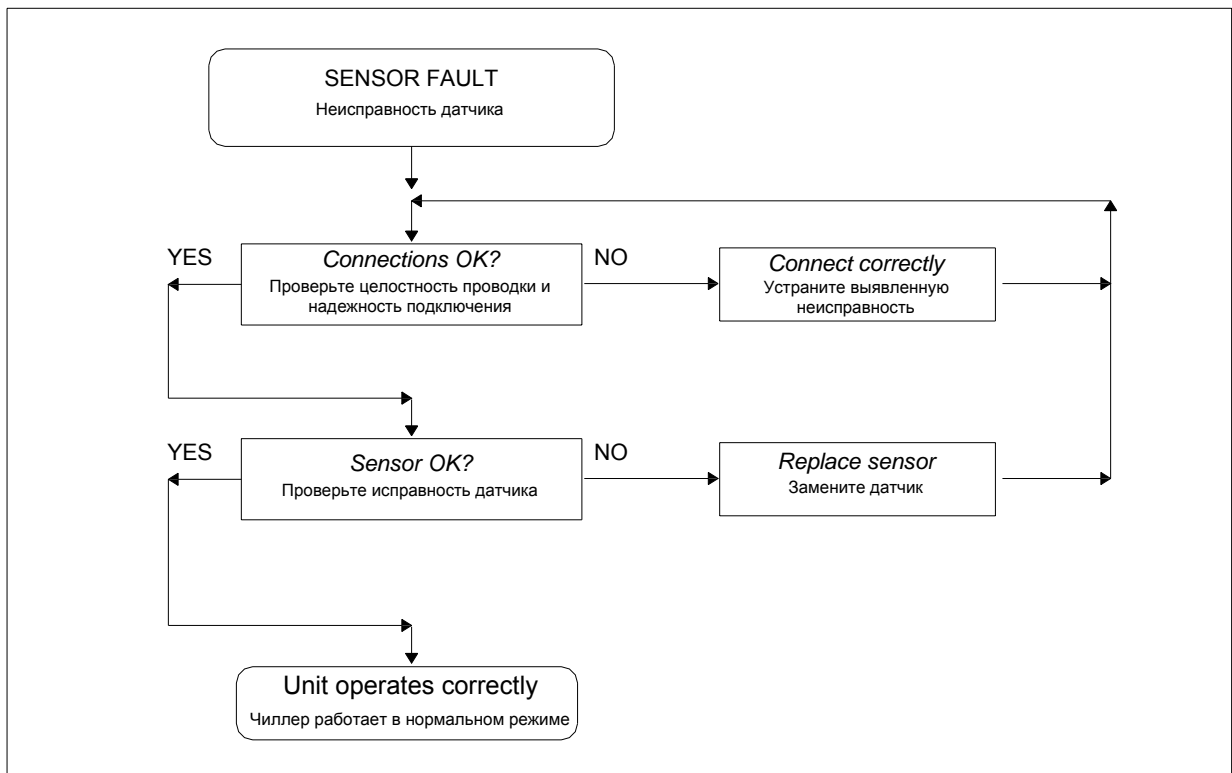 SENSOR FAULT
Неисправность датчика
YES
Connections OK?
Проверьте целостность проводки и
надежность подключения
NO
Connect correctly
Устраните выявленную
неисправность
YES
Sensor OK?
Проверьте исправность датчика
NO
Replace sensor
Замените датчик
Unit operates correctly
Чиллер работает в нормальном режиме